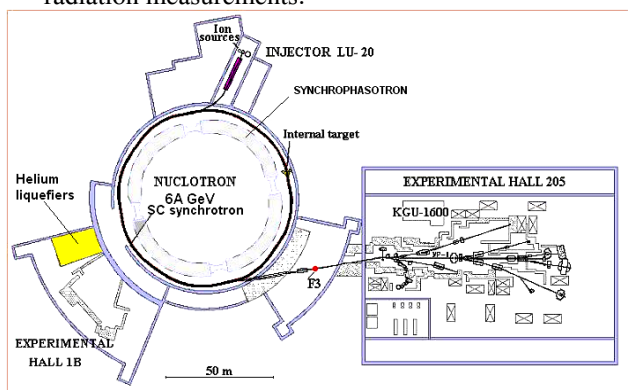 radiation measurements.
Ion
sources
INJECTOR LU- 20
SYNCHROPHASOTRON
Internal target
NUCLOTRON
6A GeV
SC synchrotron
Helium
liquefiers
EXPERIMENTAL HALL 205
KGU-1600
F3
EXPERIMENTAL
HALL 1B
50 m